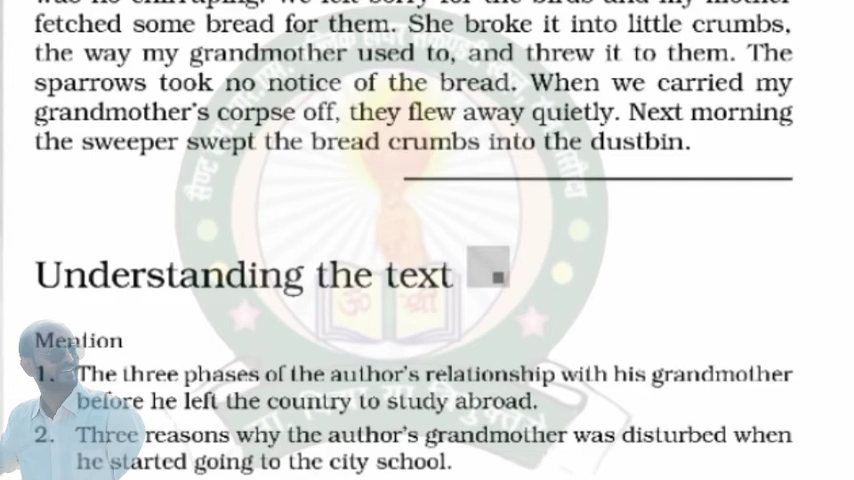 fetched some bread for them. She broke it into little crumbs,
the way my grandmother used to, and threw it to them. The
sparrows took no notice of the bread. When we carried my
grandmother's corpse off, they flew away quietly. Next morning
the sweeper swept the bread crumbs into the dustbin.
Understanding the text
ॐ श्री
Mention
1. The three phases of the author's relationship with his grandmother
before he left the country to study abroad.
2. Three reasons why the author's grandmother was disturbed when
he started going to the city school.